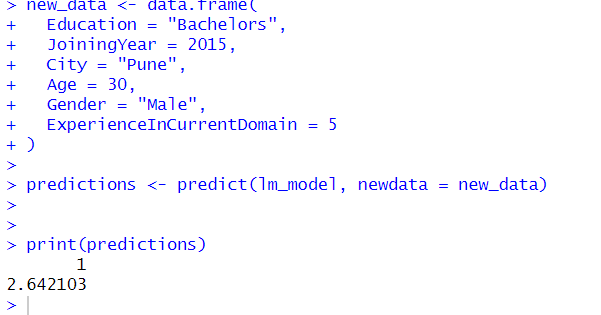 > new_data <- data.frame(
+   Education = "Bachelors",
+   JoiningYear = 2015,
+   City = "Pune",
+   Age = 30,
+   Gender = "Male",
+   ExperienceInCurrentDomain = 5
+ )
>
> predictions <- predict(lm_model, newdata = new_data)
>
>
> print(predictions)
       1
2.642103
>